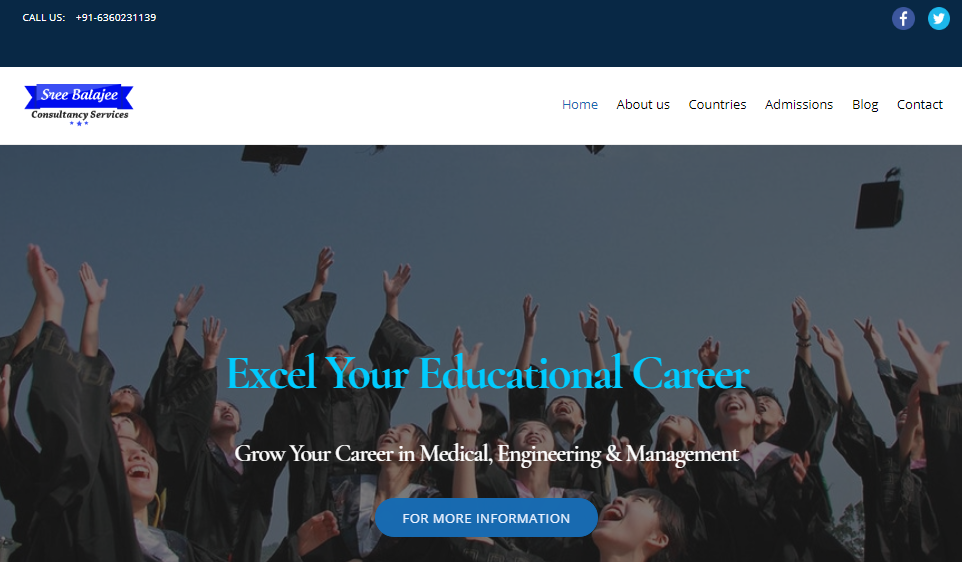 CALL US: +91-6360231139
Sree Balajee
Consultancy Services
Home About us Countries Admissions Blog Contact
Excel Your Educational Career
Grow Your Career in Medical, Engineering & Management
FOR MORE INFORMATION